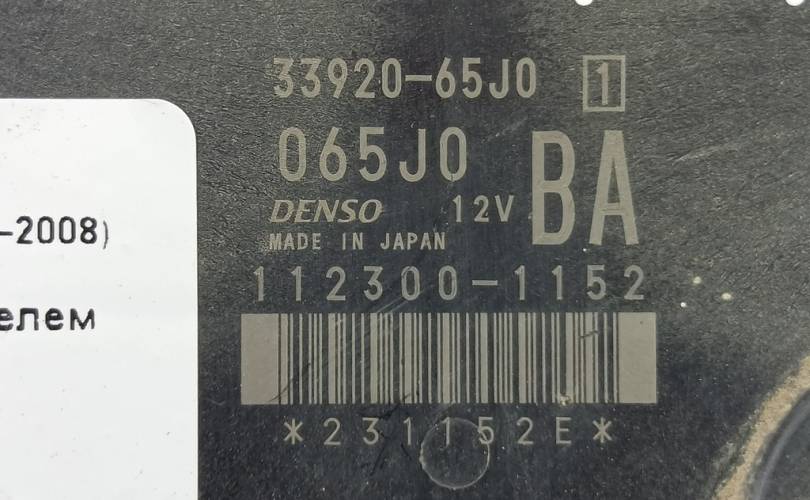 33920-65J0 1
065J0
BA
DENSO 12V
MADE IN JAPAN
112300-1152
*231152E*
-2008)
елем